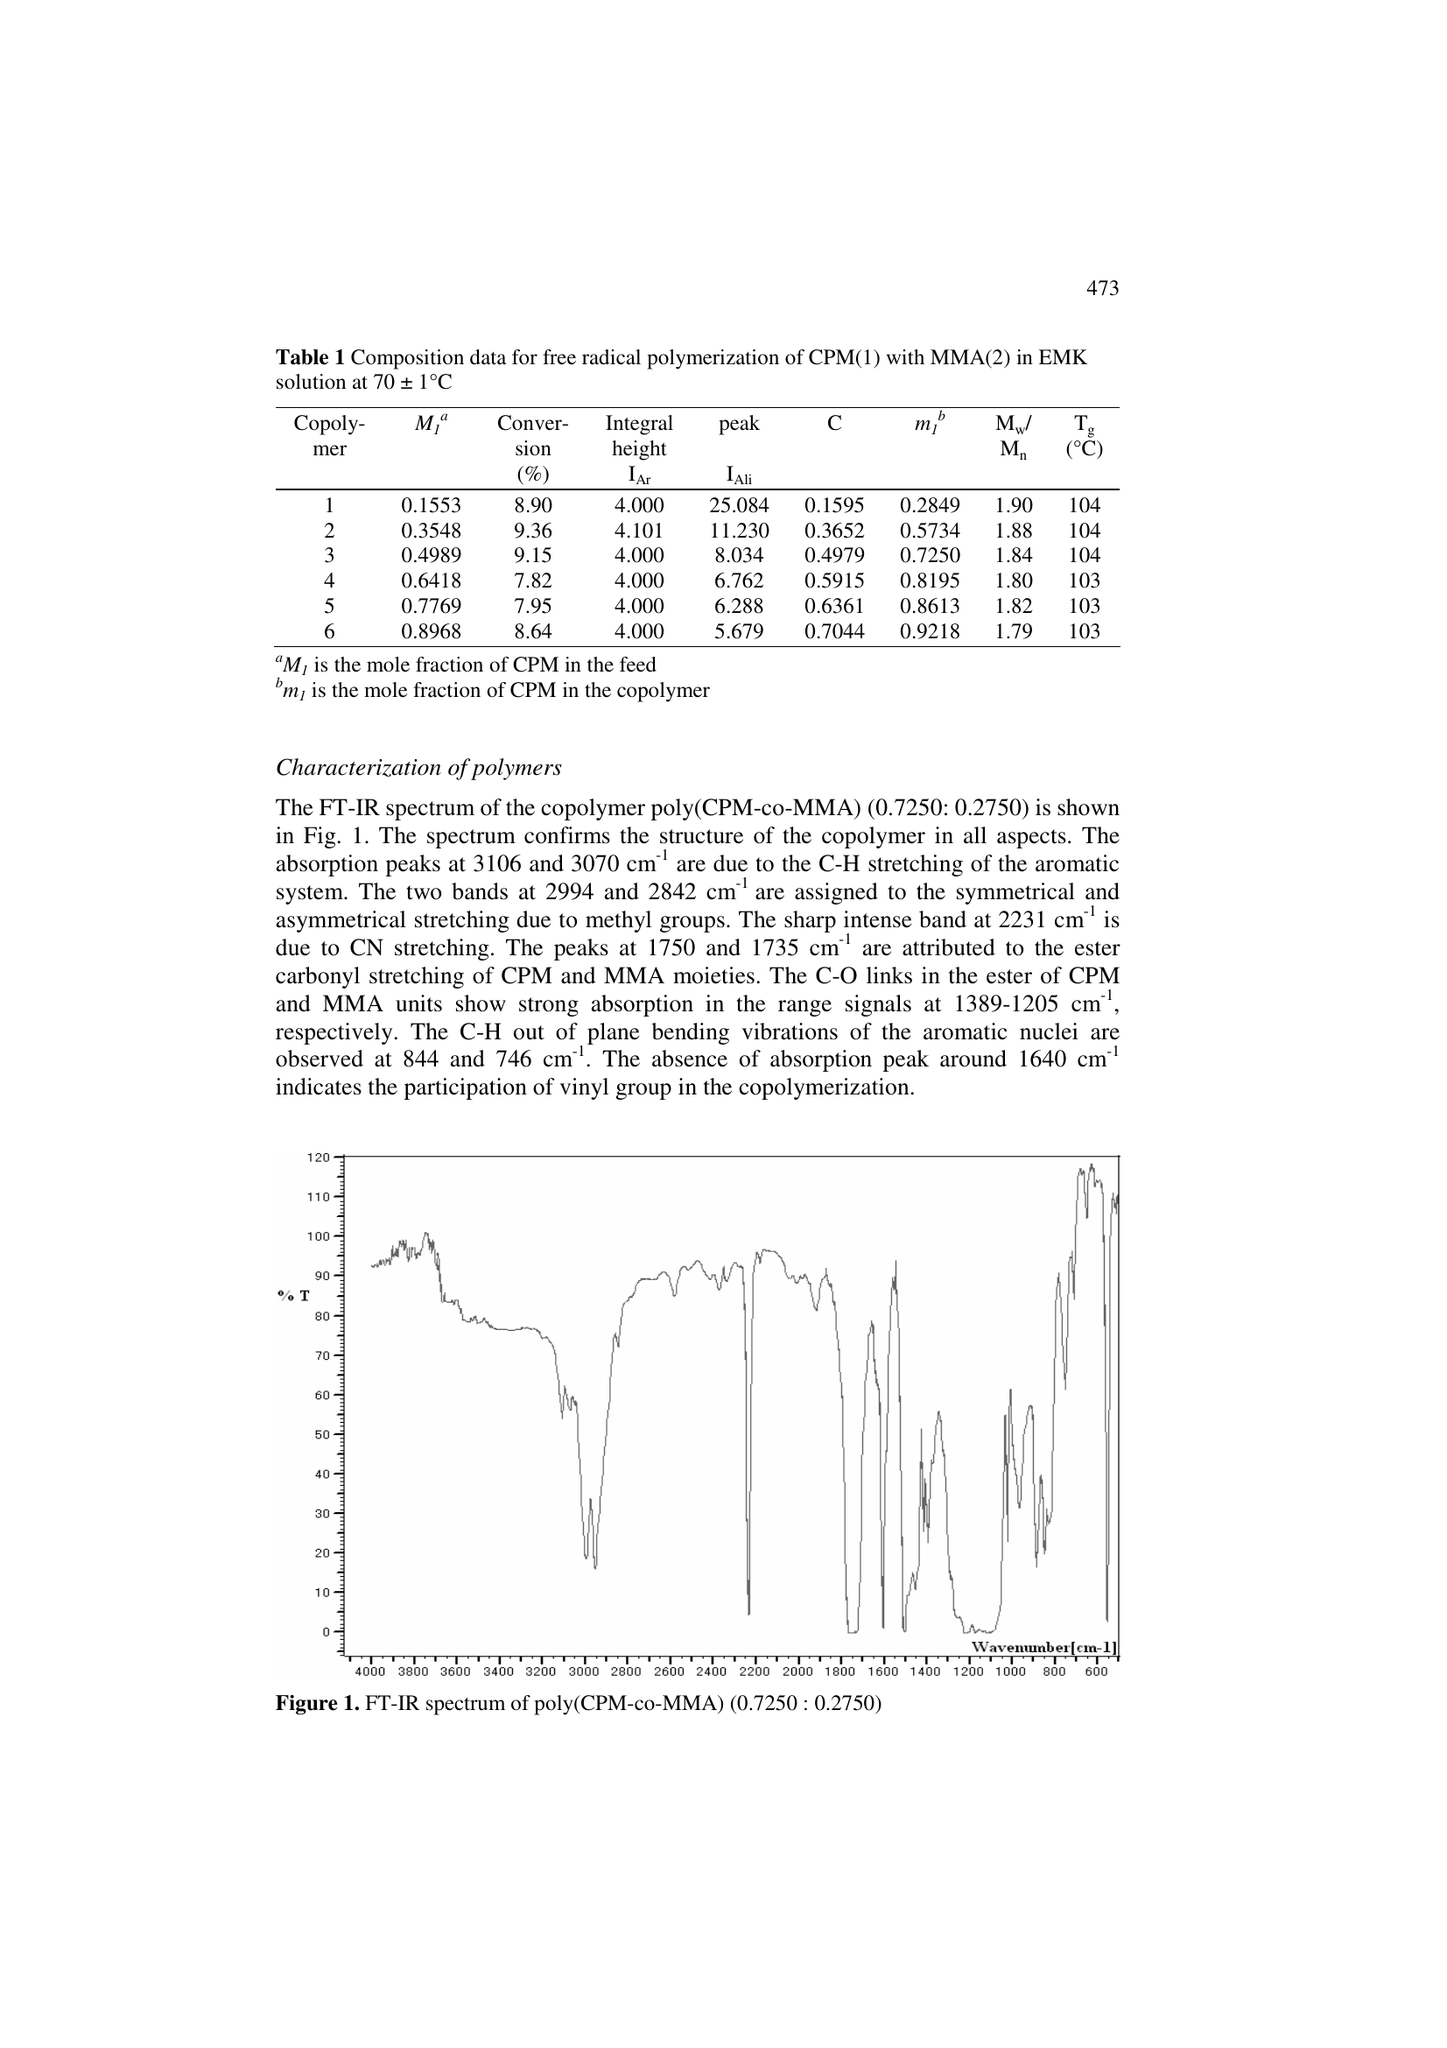 473
Table 1 Composition data for free radical polymerization of CPM(1) with MMA(2) in EMK
solution at 70 ± 1°C
Copoly-
mer M₁ᵃ Conver-
sion
(%) Integral
height
I_Ar peak
I_Ali C m₁ᵇ M_w/
M_n T_g
(°C)
1 0.1553 8.90 4.000 25.084 0.1595 0.2849 1.90 104
2 0.3548 9.36 4.101 11.230 0.3652 0.5734 1.88 104
3 0.4989 9.15 4.000 8.034 0.4979 0.7250 1.84 104
4 0.6418 7.82 4.000 6.762 0.5915 0.8195 1.80 103
5 0.7769 7.95 4.000 6.288 0.6361 0.8613 1.82 103
6 0.8968 8.64 4.000 5.679 0.7044 0.9218 1.79 103
ᵃM₁ is the mole fraction of CPM in the feed
ᵇm₁ is the mole fraction of CPM in the copolymer
Characterization of polymers
The FT-IR spectrum of the copolymer poly(CPM-co-MMA) (0.7250: 0.2750) is shown
in Fig. 1. The spectrum confirms the structure of the copolymer in all aspects. The
absorption peaks at 3106 and 3070 cm⁻¹ are due to the C-H stretching of the aromatic
system. The two bands at 2994 and 2842 cm⁻¹ are assigned to the symmetrical and
asymmetrical stretching due to methyl groups. The sharp intense band at 2231 cm⁻¹ is
due to CN stretching. The peaks at 1750 and 1735 cm⁻¹ are attributed to the ester
carbonyl stretching of CPM and MMA moieties. The C-O links in the ester of CPM
and MMA units show strong absorption in the range signals at 1389-1205 cm⁻¹,
respectively. The C-H out of plane bending vibrations of the aromatic nuclei are
observed at 844 and 746 cm⁻¹. The absence of absorption peak around 1640 cm⁻¹
indicates the participation of vinyl group in the copolymerization.
120
110
100
90
% T
80
70
60
50
40
30
20
10
0
Wavenumber[cm-1]
4000 3800 3600 3400 3200 3000 2800 2600 2400 2200 2000 1800 1600 1400 1200 1000 800 600
Figure 1. FT-IR spectrum of poly(CPM-co-MMA) (0.7250 : 0.2750)